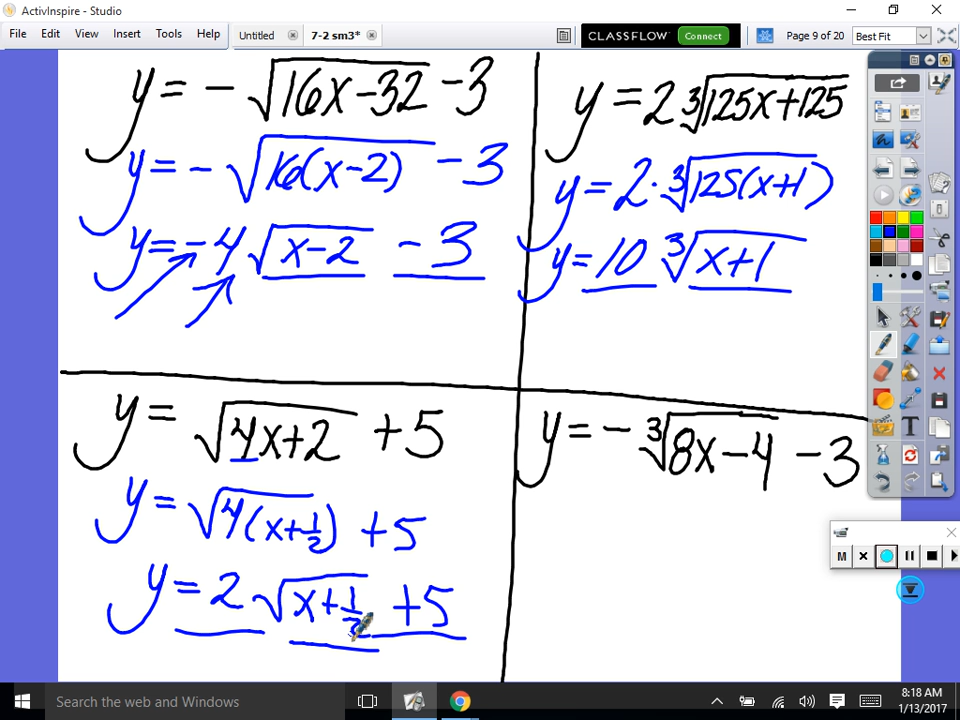 ActivInspire - Studio
File Edit View Insert Tools Help Untitled 7-2 sm3* CLASSFLOW Connect Page 9 of 20 Best Fit
y = -√(16x-32) -3
y = -√(16(x-2)) -3
y = -4√(x-2) -3
y = 2∛(125x+125)
y = 2·∛(125(x+1))
y = 10∛(x+1)
y = √(4x+2) +5
y = √(4(x+1/2)) +5
y = 2√(x+1/2) +5
y = -∛(8x-4) -3
T
M
Search the web and Windows
8:18 AM
1/13/2017